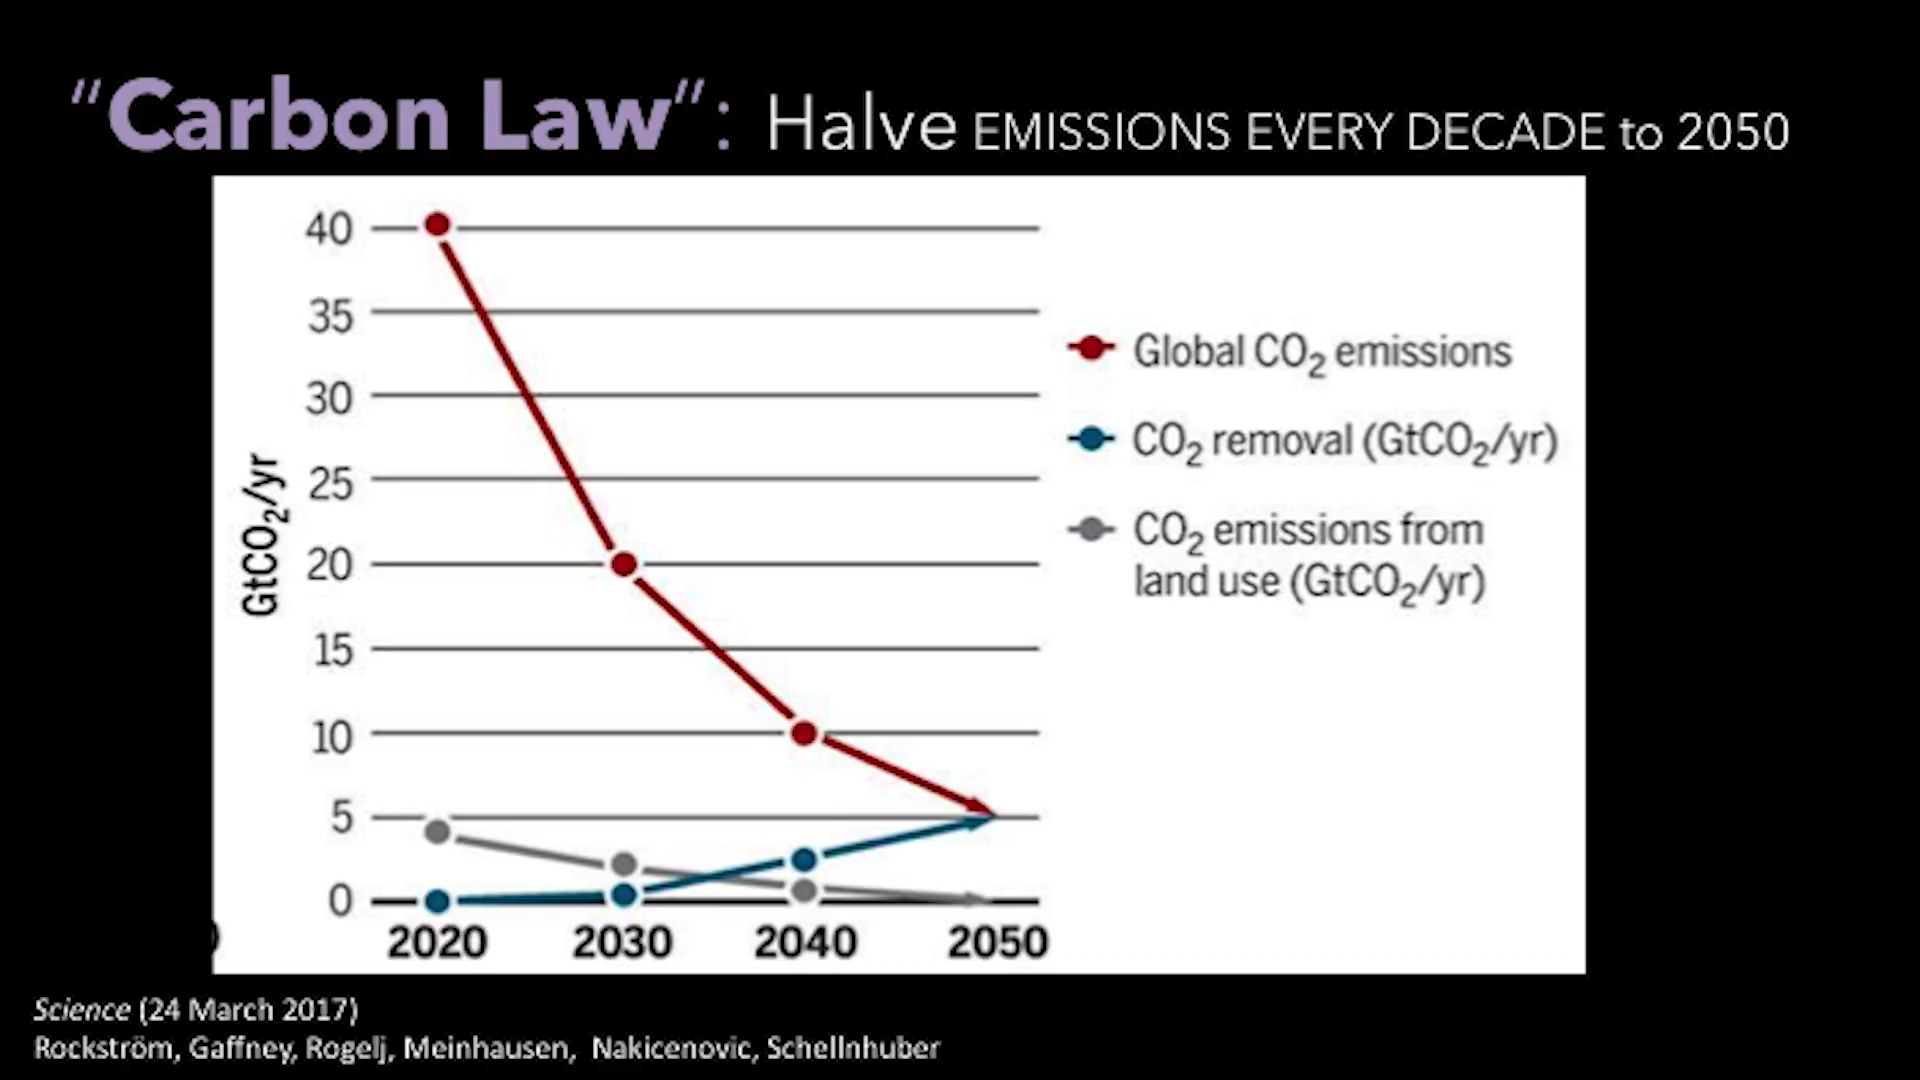 "Carbon Law": Halve EMISSIONS EVERY DECADE to 2050
40
35
30
25
20
15
10
5
0
GtCO₂/yr
2020 2030 2040 2050
Global CO₂ emissions
CO₂ removal (GtCO₂/yr)
CO₂ emissions from
land use (GtCO₂/yr)
Science (24 March 2017)
Rockström, Gaffney, Rogelj, Meinhausen, Nakicenovic, Schellnhuber